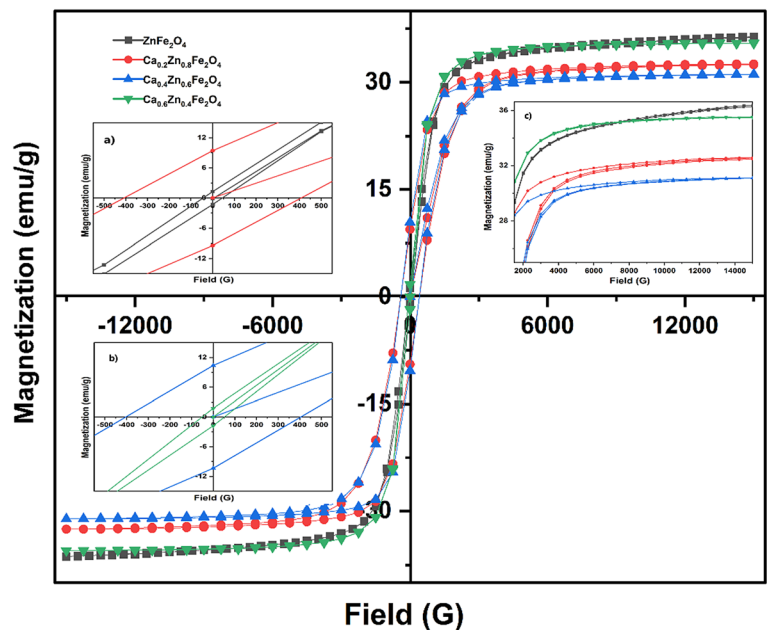 ZnFe2O4
Ca0.2Zn0.8Fe2O4
Ca0.4Zn0.6Fe2O4
Ca0.6Zn0.4Fe2O4
Magnetization (emu/g)
Field (G)
30
15
0
-15
-12000 -6000 0 6000 12000
a)
Magnetization (emu/g)
12
6
0
-6
-12
-500 -400 -300 -200 -100 0 100 200 300 400 500
Field (G)
b)
Magnetization (emu/g)
12
6
0
-6
-12
-500 -400 -300 -200 -100 0 100 200 300 400 500
Field (G)
c)
Magnetization (emu/g)
36
34
31
28
2000 4000 6000 8000 10000 12000 14000
Field (G)